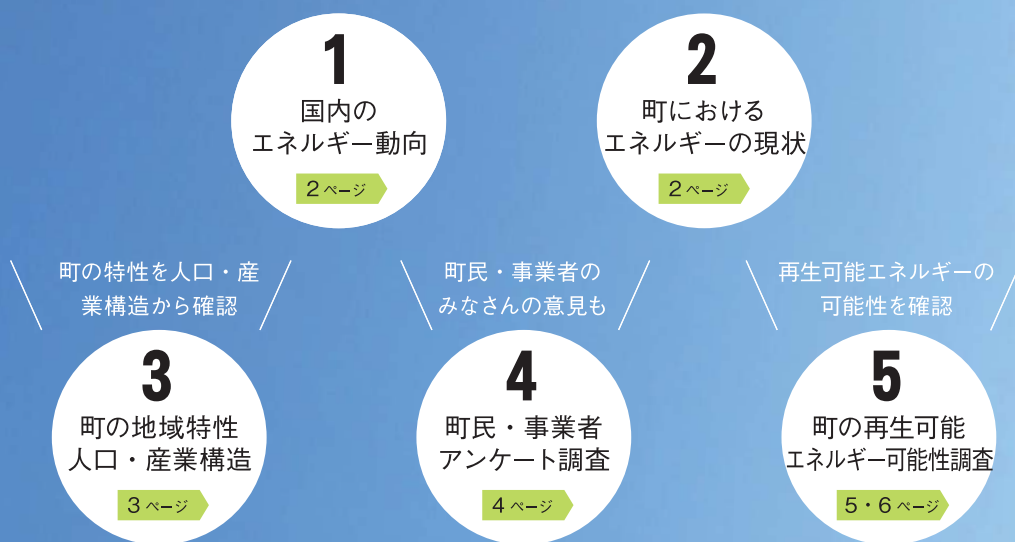 1
国内の
エネルギー動向
2ページ
2
町における
エネルギーの現状
2ページ
町の特性を人口・産
業構造から確認
3
町の地域特性
人口・産業構造
3ページ
町民・事業者の
みなさんの意見も
4
町民・事業者
アンケート調査
4ページ
再生可能エネルギーの
可能性を確認
5
町の再生可能
エネルギー可能性調査
5・6ページ